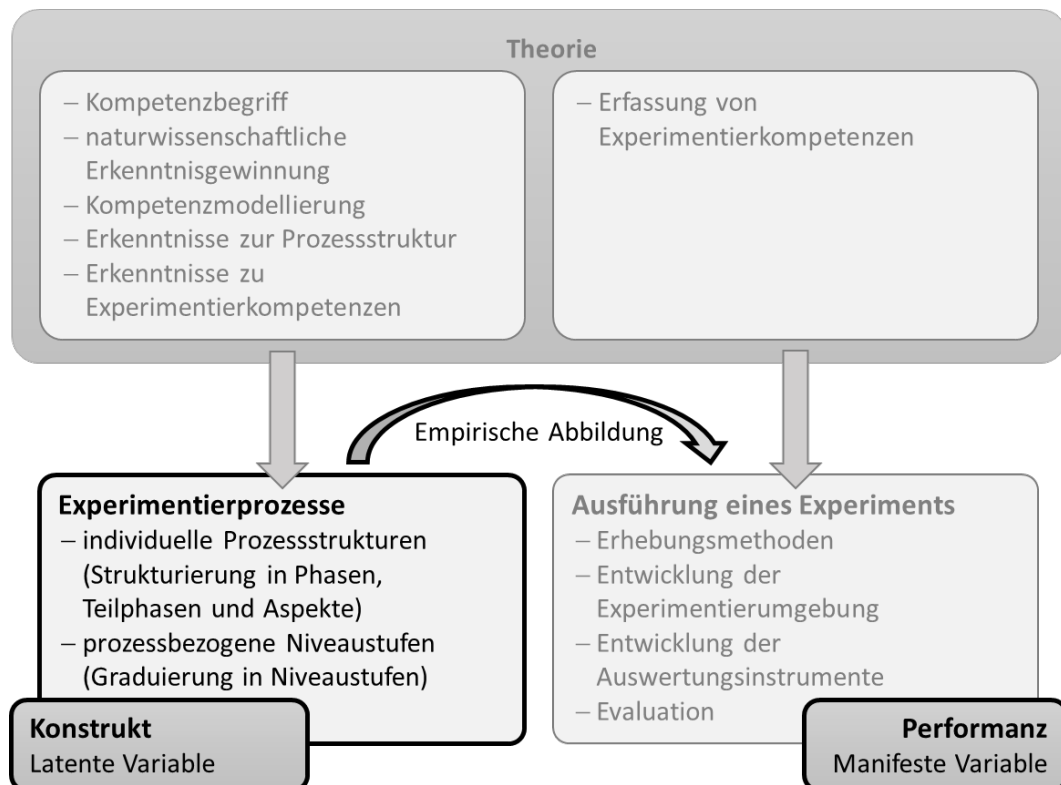 Theorie
– Kompetenzbegriff
– naturwissenschaftliche
Erkenntnisgewinnung
– Kompetenzmodellierung
– Erkenntnisse zur Prozessstruktur
– Erkenntnisse zu
Experimentierkompetenzen
– Erfassung von
Experimentierkompetenzen
Empirische Abbildung
Experimentierprozesse
– individuelle Prozessstrukturen
(Strukturierung in Phasen,
Teilphasen und Aspekte)
– prozessbezogene Niveaustufen
(Graduierung in Niveaustufen)
Konstrukt
Latente Variable
Ausführung eines Experiments
– Erhebungsmethoden
– Entwicklung der
Experimentierumgebung
– Entwicklung der
Auswertungsinstrumente
– Evaluation
Performanz
Manifeste Variable